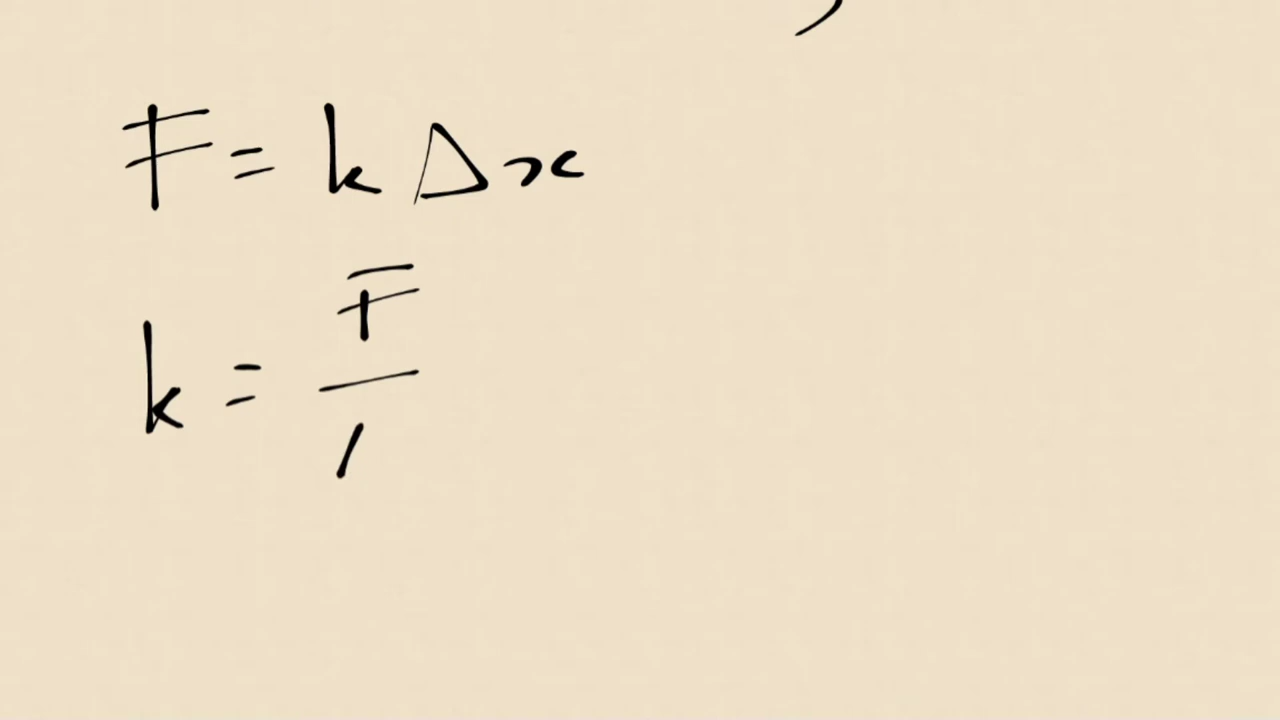 F = k Δx
k = F /